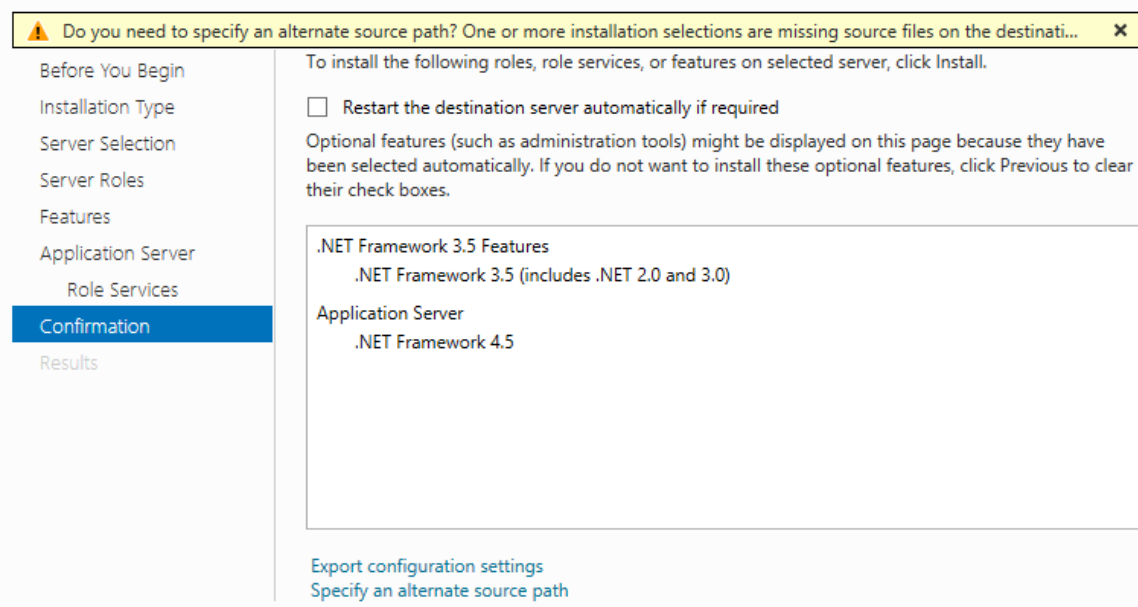 Do you need to specify an alternate source path? One or more installation selections are missing source files on the destinati...
Before You Begin
Installation Type
Server Selection
Server Roles
Features
Application Server
Role Services
Confirmation
Results
To install the following roles, role services, or features on selected server, click Install.
Restart the destination server automatically if required
Optional features (such as administration tools) might be displayed on this page because they have
been selected automatically. If you do not want to install these optional features, click Previous to clear
their check boxes.
.NET Framework 3.5 Features
.NET Framework 3.5 (includes .NET 2.0 and 3.0)
Application Server
.NET Framework 4.5
Export configuration settings
Specify an alternate source path